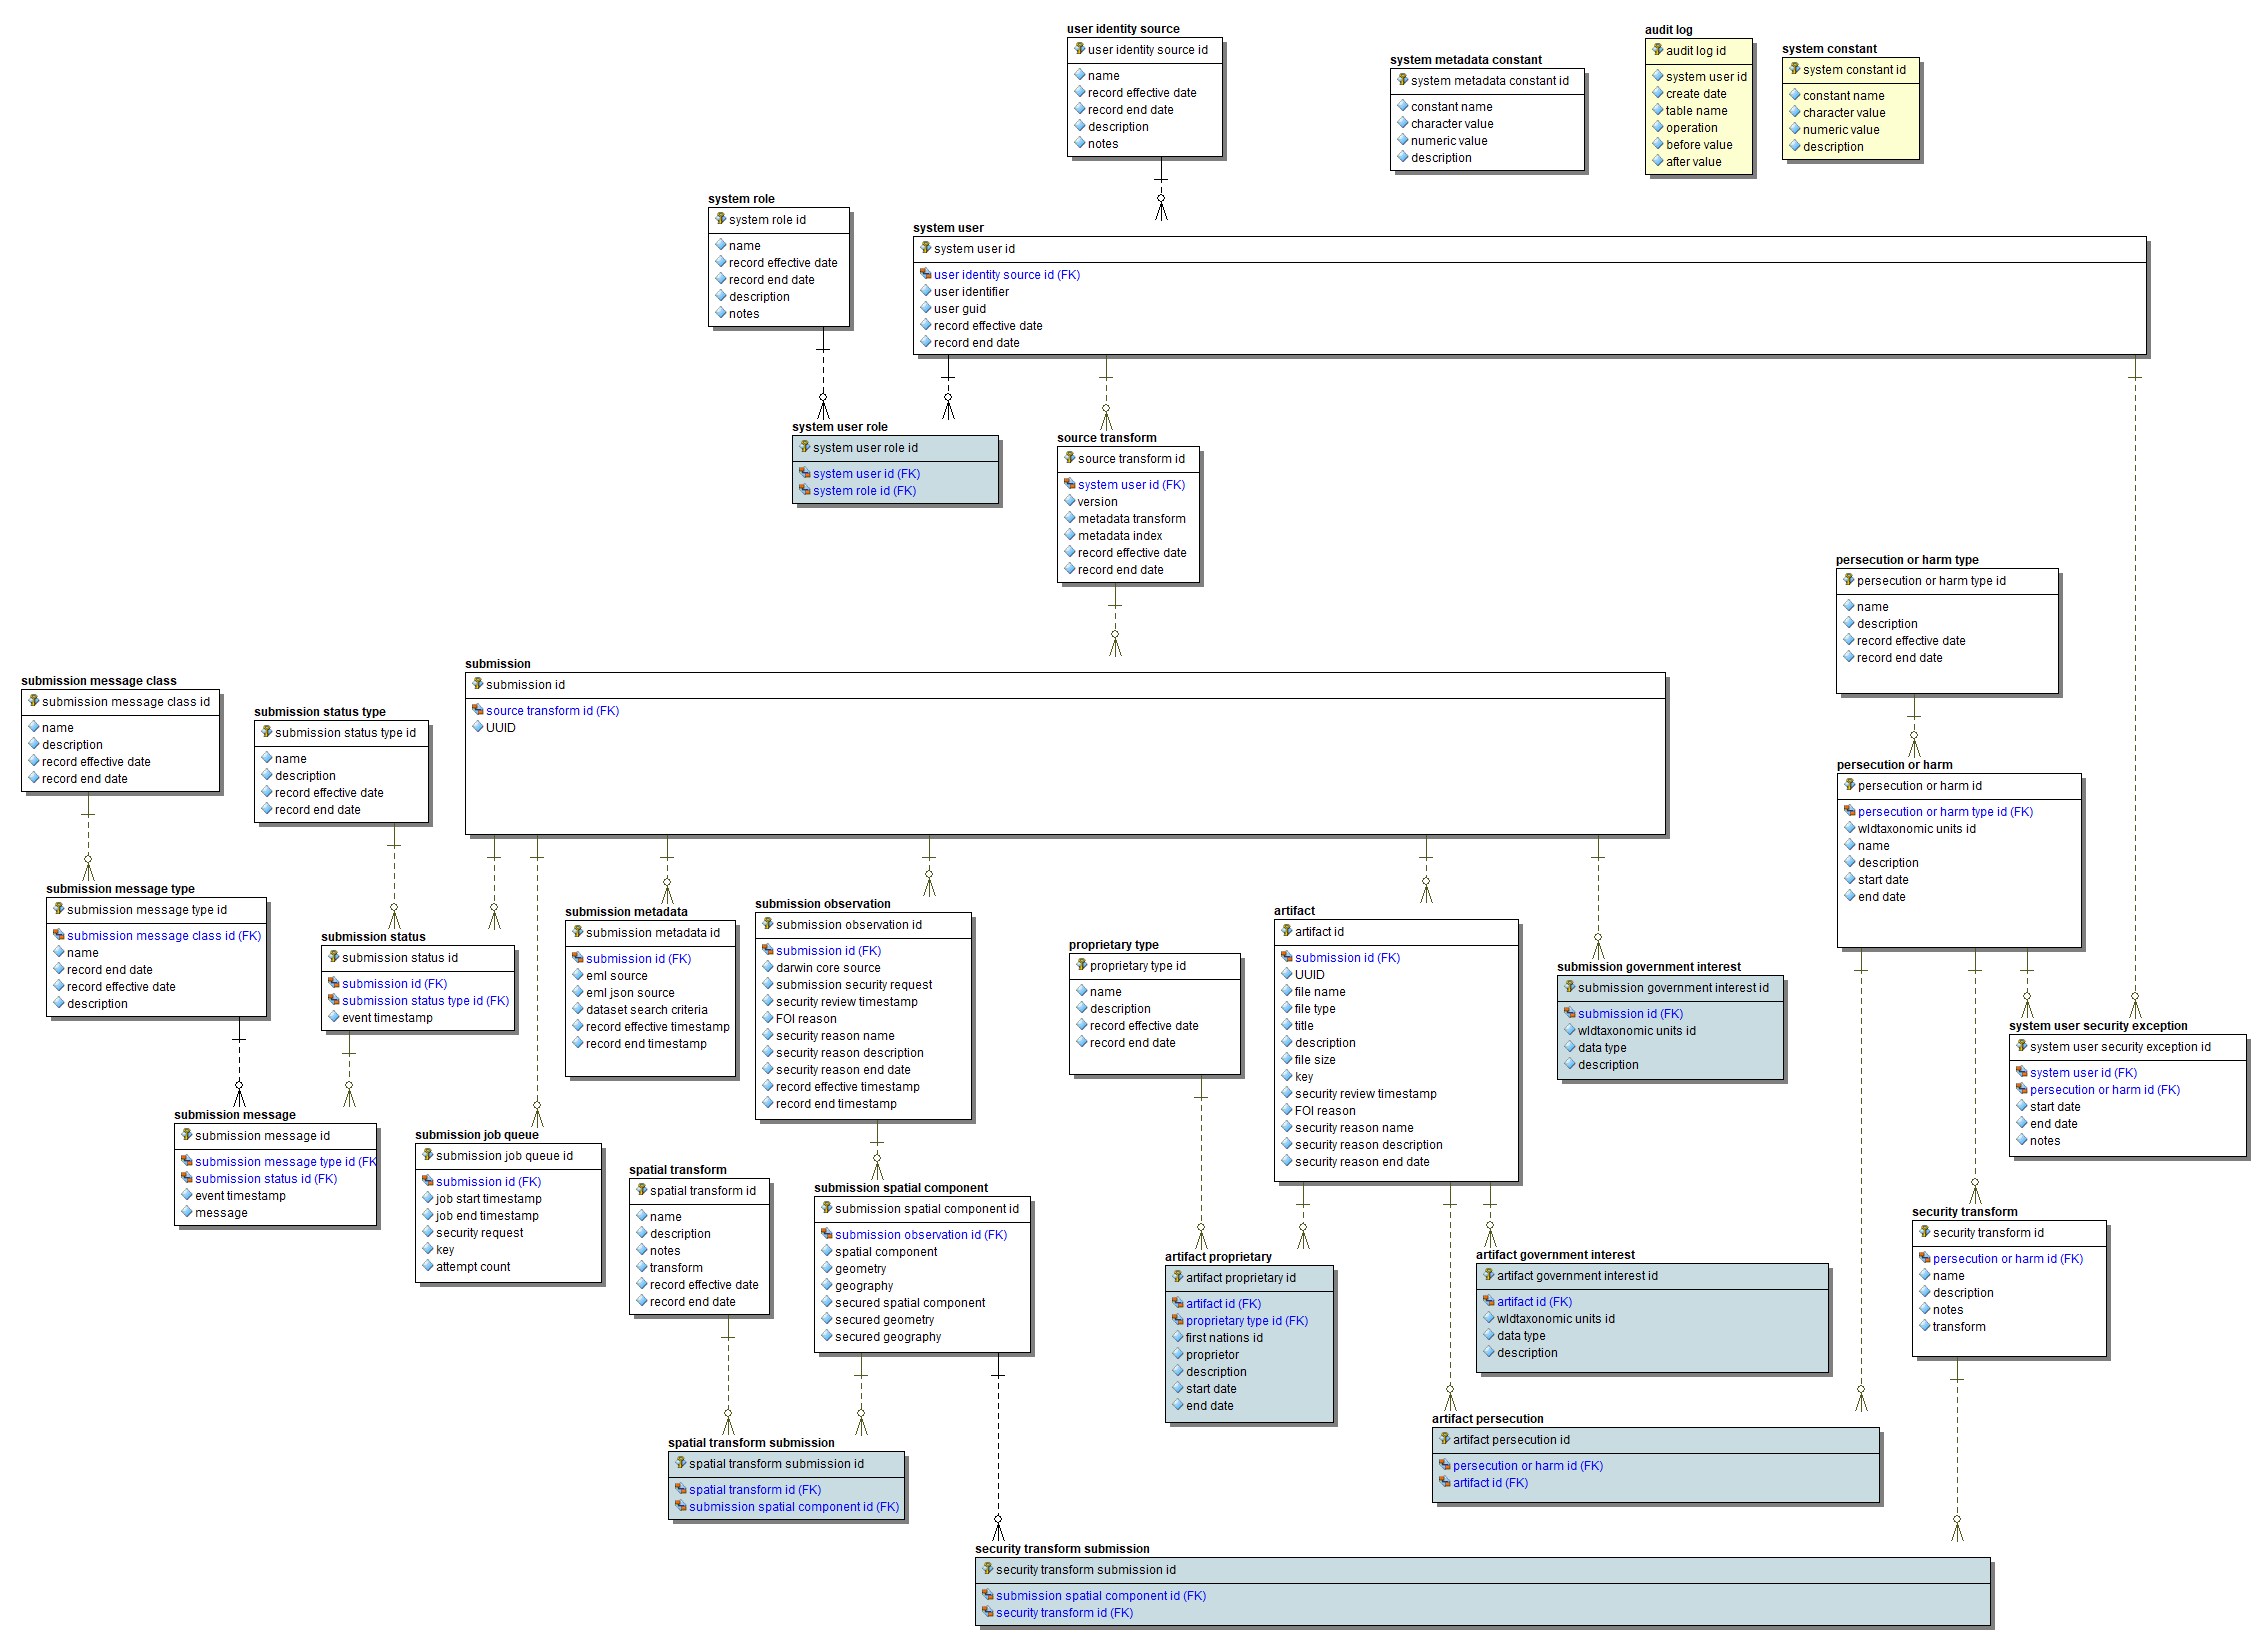 user identity source
user identity source id
name
record effective date
record end date
description
notes
system metadata constant
system metadata constant id
constant name
character value
numeric value
description
audit log
audit log id
system user id
create date
table name
operation
before value
after value
system constant
system constant id
constant name
character value
numeric value
description
system role
system role id
name
record effective date
record end date
description
notes
system user
system user id
user identity source id (FK)
user identifier
user guid
record effective date
record end date
system user role
system user role id
system user id (FK)
system role id (FK)
source transform
source transform id
system user id (FK)
version
metadata transform
metadata index
record effective date
record end date
persecution or harm type
persecution or harm type id
name
description
record effective date
record end date
submission
submission id
source transform id (FK)
UUID
submission message class
submission message class id
name
description
record effective date
record end date
submission status type
submission status type id
name
description
record effective date
record end date
persecution or harm
persecution or harm id
persecution or harm type id (FK)
wldtaxonomic units id
name
description
start date
end date
submission message type
submission message type id
submission message class id (FK)
name
record end date
record effective date
description
submission status
submission status id
submission id (FK)
submission status type id (FK)
event timestamp
submission metadata
submission metadata id
submission id (FK)
eml source
eml json source
dataset search criteria
record effective timestamp
record end timestamp
submission observation
submission observation id
submission id (FK)
darwin core source
submission security request
security review timestamp
FOI reason
security reason name
security reason description
security reason end date
record effective timestamp
record end timestamp
proprietary type
proprietary type id
name
description
record effective date
record end date
artifact
artifact id
submission id (FK)
UUID
file name
file type
title
description
file size
key
security review timestamp
FOI reason
security reason name
security reason description
security reason end date
submission government interest
submission government interest id
submission id (FK)
wldtaxonomic units id
data type
description
system user security exception
system user security exception id
system user id (FK)
persecution or harm id (FK)
start date
end date
notes
submission message
submission message id
submission message type id (FK
submission status id (FK)
event timestamp
message
submission job queue
submission job queue id
submission id (FK)
job start timestamp
job end timestamp
security request
key
attempt count
spatial transform
spatial transform id
name
description
notes
transform
record effective date
record end date
submission spatial component
submission spatial component id
submission observation id (FK)
spatial component
geometry
geography
secured spatial component
secured geometry
secured geography
artifact proprietary
artifact proprietary id
artifact id (FK)
proprietary type id (FK)
first nations id
proprietor
description
start date
end date
artifact government interest
artifact government interest id
artifact id (FK)
wldtaxonomic units id
data type
description
security transform
security transform id
persecution or harm id (FK)
name
description
notes
transform
artifact persecution
artifact persecution id
persecution or harm id (FK)
artifact id (FK)
spatial transform submission
spatial transform submission id
spatial transform id (FK)
submission spatial component id (FK)
security transform submission
security transform submission id
submission spatial component id (FK)
security transform id (FK)